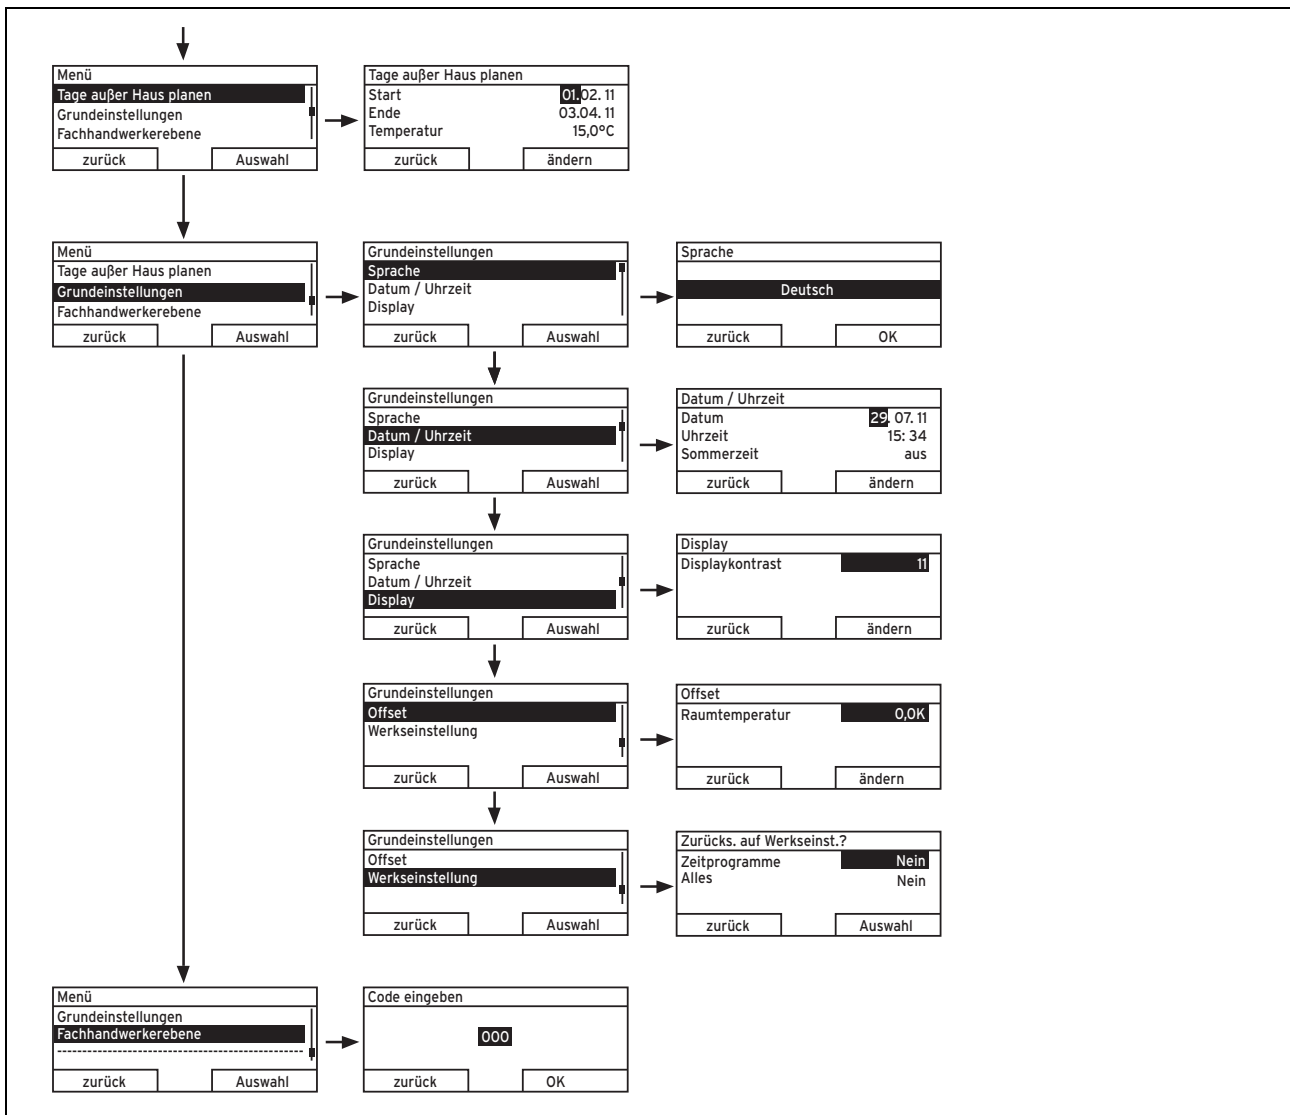 Menü
Tage außer Haus planen
Grundeinstellungen
Fachhandwerkerebene
zurück Auswahl
Tage außer Haus planen
Start 01.02. 11
Ende 03.04. 11
Temperatur 15,0°C
zurück ändern
Menü
Tage außer Haus planen
Grundeinstellungen
Fachhandwerkerebene
zurück Auswahl
Grundeinstellungen
Sprache
Datum / Uhrzeit
Display
zurück Auswahl
Sprache
Deutsch
zurück OK
Grundeinstellungen
Sprache
Datum / Uhrzeit
Display
zurück Auswahl
Datum / Uhrzeit
Datum 29. 07. 11
Uhrzeit 15: 34
Sommerzeit aus
zurück ändern
Grundeinstellungen
Sprache
Datum / Uhrzeit
Display
zurück Auswahl
Display
Displaykontrast 11
zurück ändern
Grundeinstellungen
Offset
Werkseinstellung
zurück Auswahl
Offset
Raumtemperatur 0,0K
zurück ändern
Grundeinstellungen
Offset
Werkseinstellung
zurück Auswahl
Zurücks. auf Werkseinst.?
Zeitprogramme Nein
Alles Nein
zurück Auswahl
Menü
Grundeinstellungen
Fachhandwerkerebene
zurück Auswahl
Code eingeben
000
zurück OK